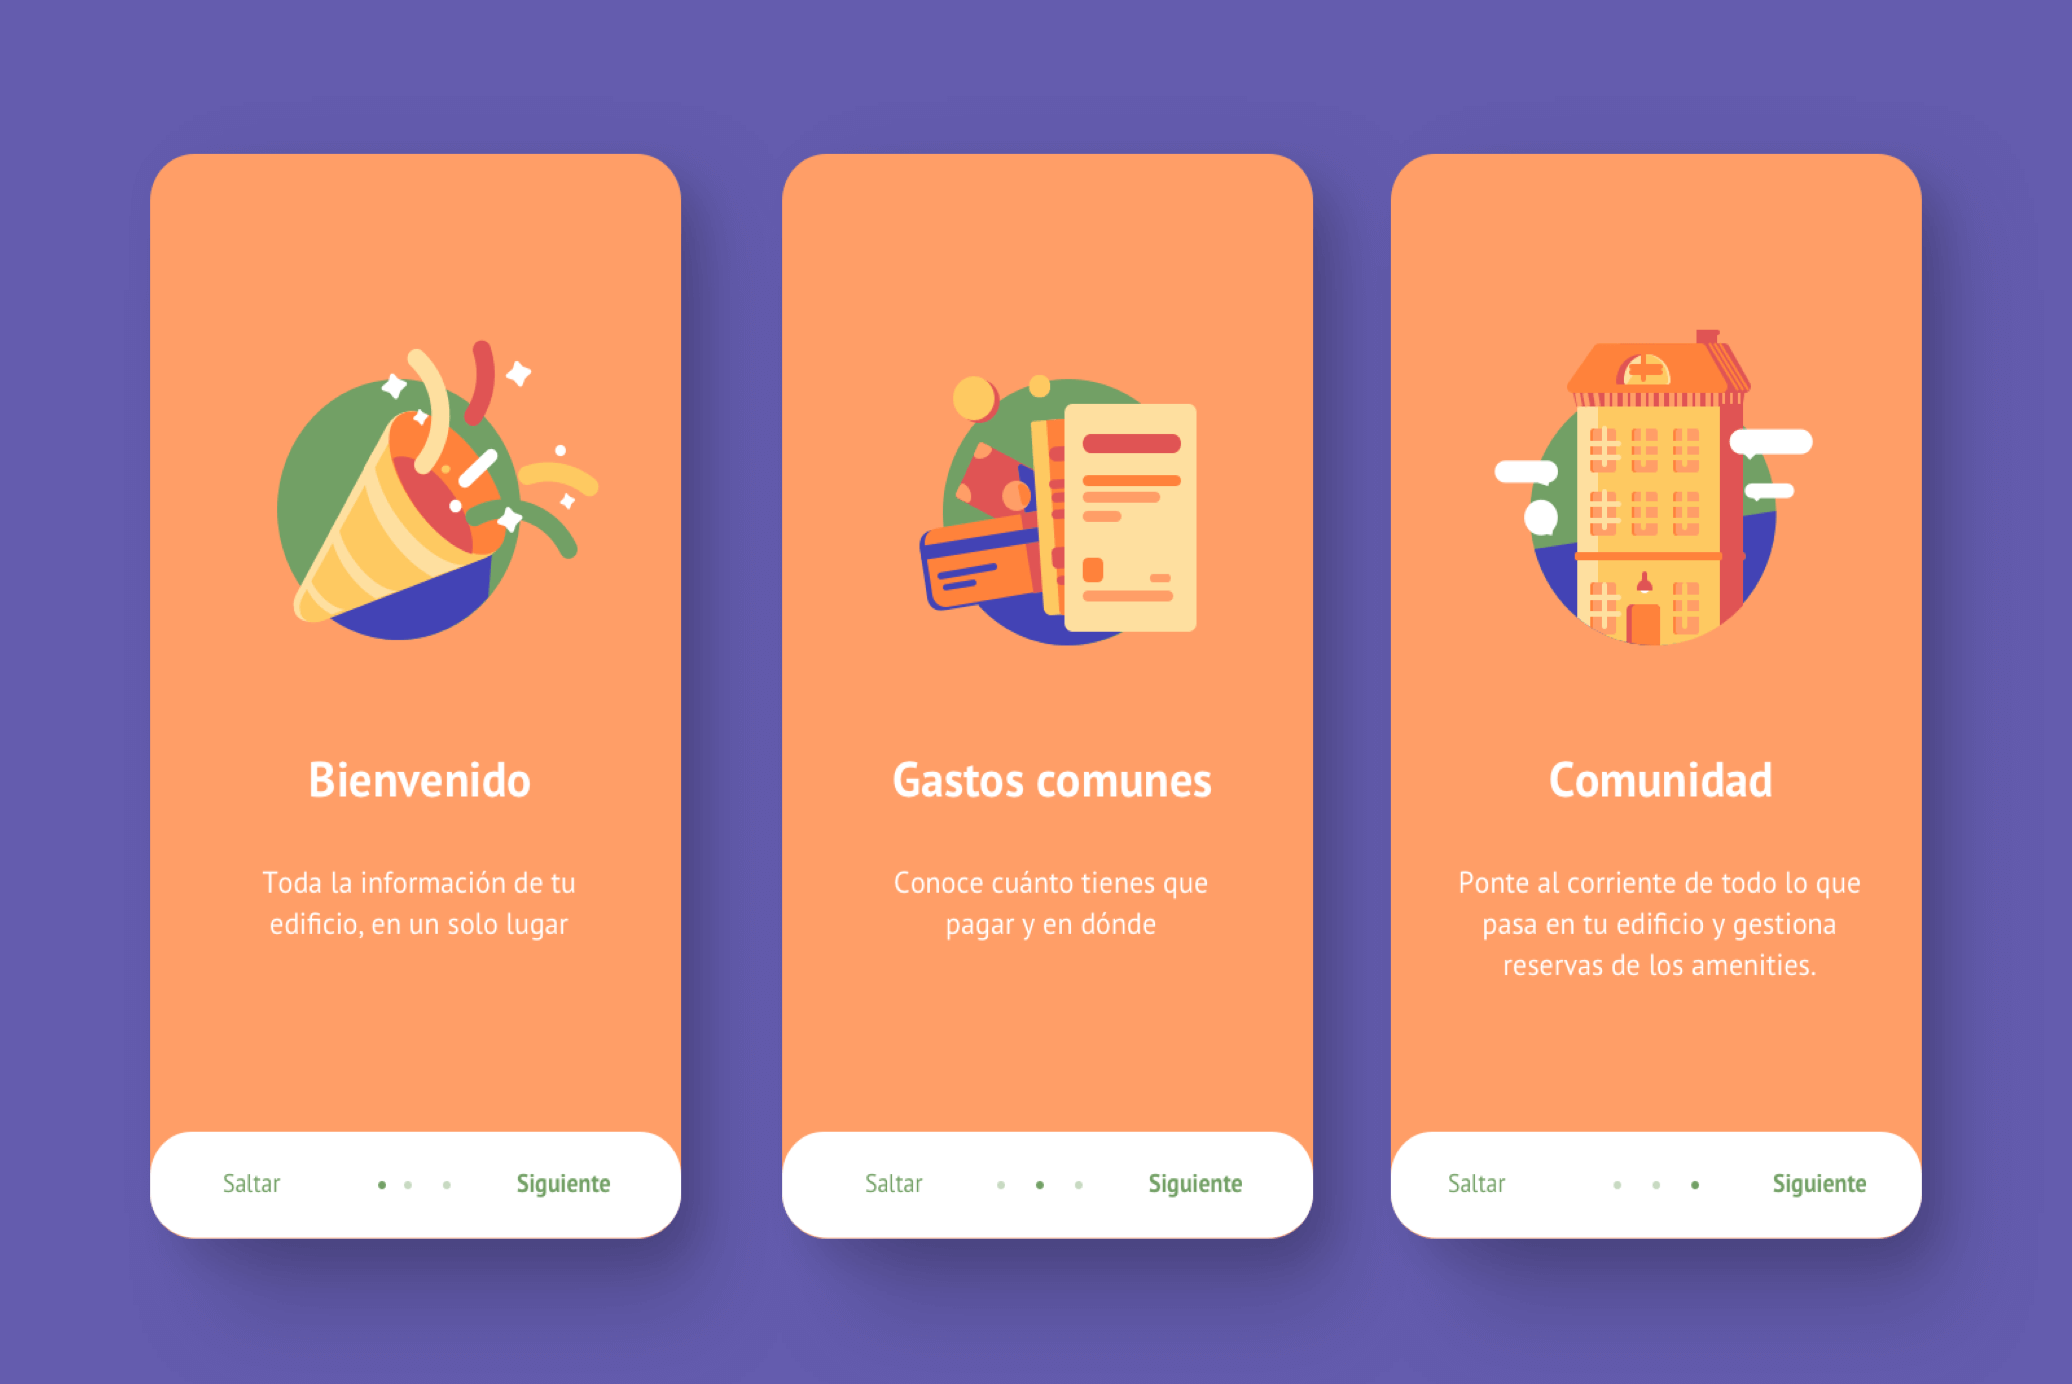 Bienvenido
Toda la información de tu
edificio, en un solo lugar
Saltar
Siguiente
Gastos comunes
Conoce cuánto tienes que
pagar y en dónde
Saltar
Siguiente
Comunidad
Ponte al corriente de todo lo que
pasa en tu edificio y gestiona
reservas de los amenities.
Saltar
Siguiente